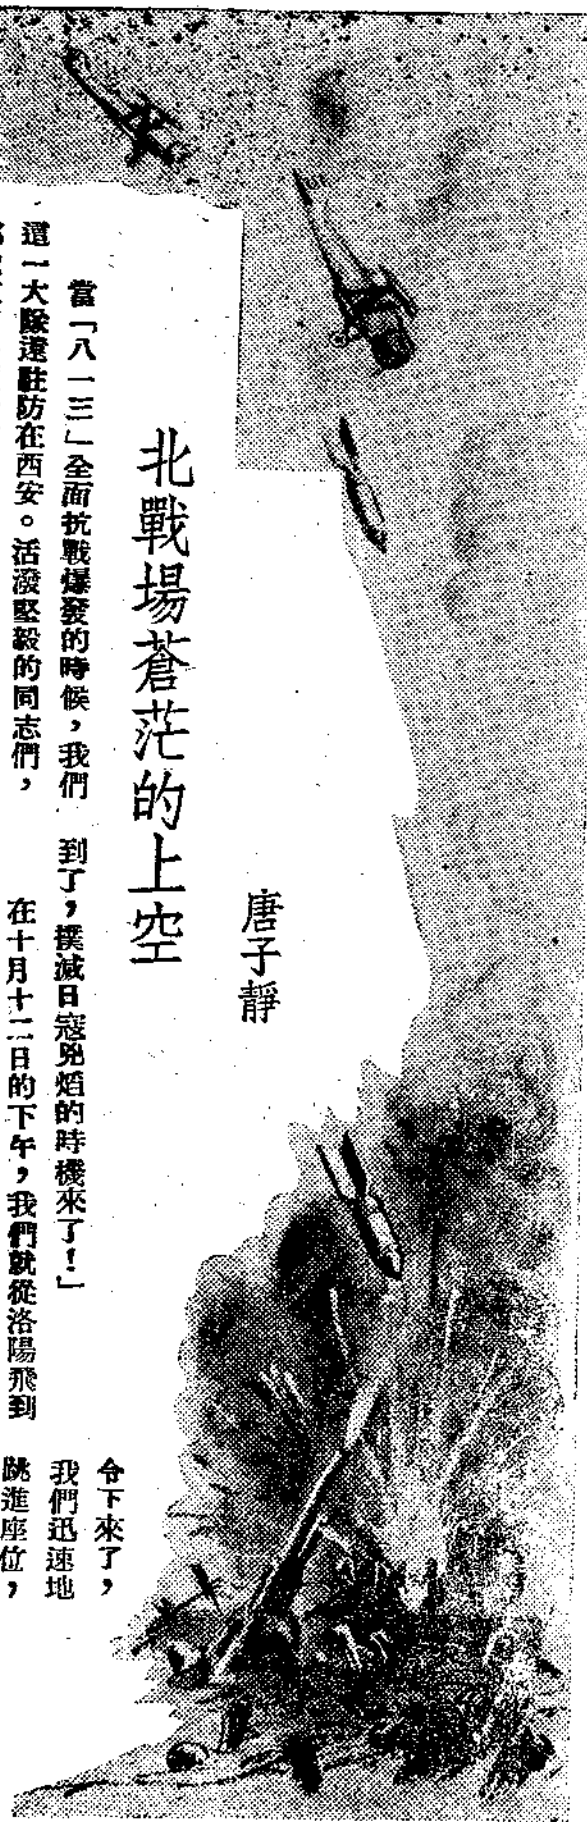 北戰場蒼茫的上空
唐子靜
當「八一三」全面抗戰爆發的時候,我們
這一大隊還駐防在西安。活潑堅毅的同志們,
到了,撲滅日寇兇焰的時機來了!」
在十月十二日的下午,我們就從洛陽飛到
令下來了,
我們迅速地
跳進座位,